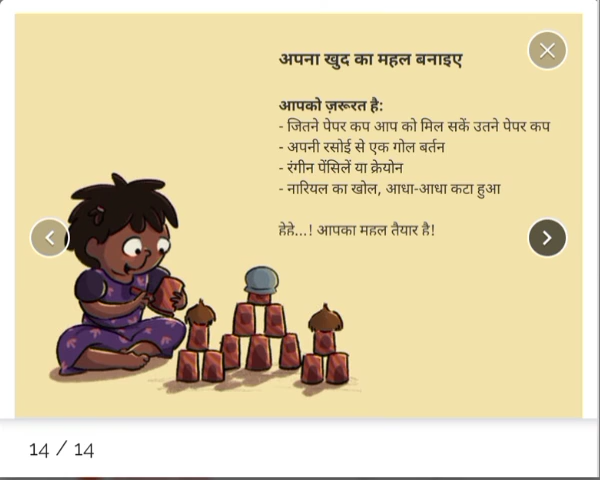 अपना खुद का महल बनाइए
आपको ज़रूरत है:
- जितने पेपर कप आप को मिल सकें उतने पेपर कप
- अपनी रसोई से एक गोल बर्तन
- रंगीन पेंसिलें या क्रेयोन
- नारियल का खोल, आधा-आधा कटा हुआ
हेहे...! आपका महल तैयार है!
14 / 14